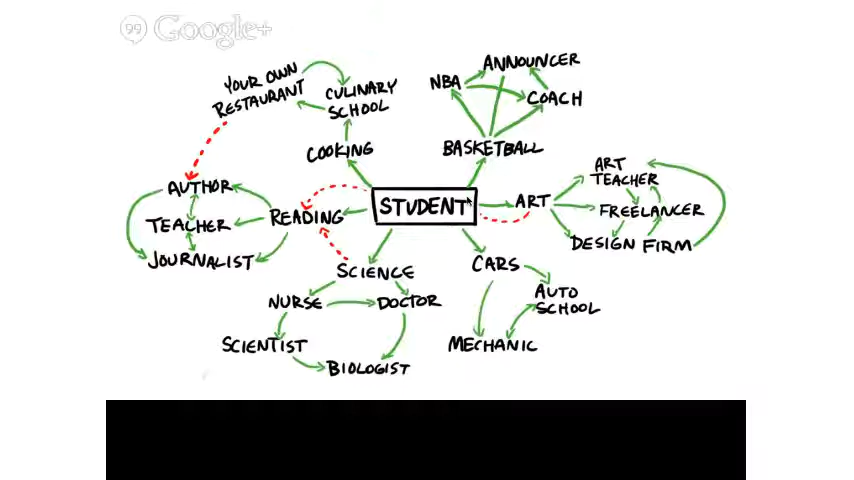 99 Google+
YOUR OWN
RESTAURANT
CULINARY
SCHOOL
COOKING
NBA
ANNOUNCER
COACH
BASKETBALL
AUTHOR
TEACHER
JOURNALIST
READING
STUDENT
ART
ART
TEACHER
FREELANCER
DESIGN FIRM
SCIENCE
NURSE
DOCTOR
SCIENTIST
BIOLOGIST
CARS
AUTO
SCHOOL
MECHANIC